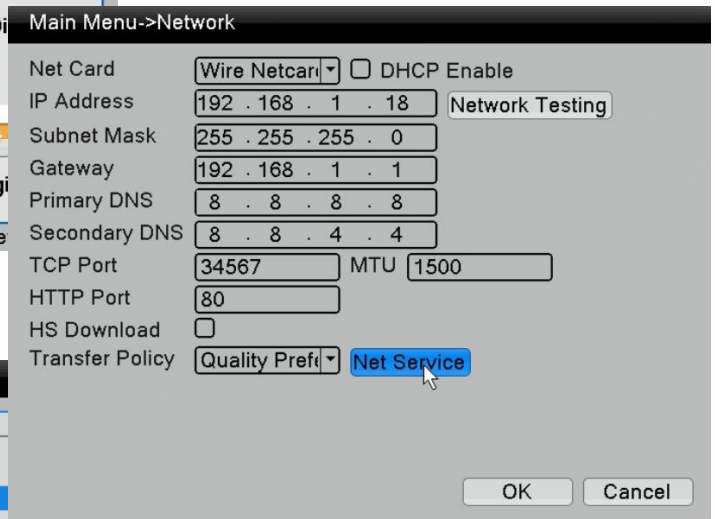 Main Menu->Network
Net Card Wire Netcar DHCP Enable
IP Address 192 . 168 . 1 . 18 Network Testing
Subnet Mask 255 . 255 . 255 . 0
Gateway 192 . 168 . 1 . 1
Primary DNS 8 . 8 . 8 . 8
Secondary DNS 8 . 8 . 4 . 4
TCP Port 34567 MTU 1500
HTTP Port 80
HS Download
Transfer Policy Quality Pref Net Service
OK Cancel